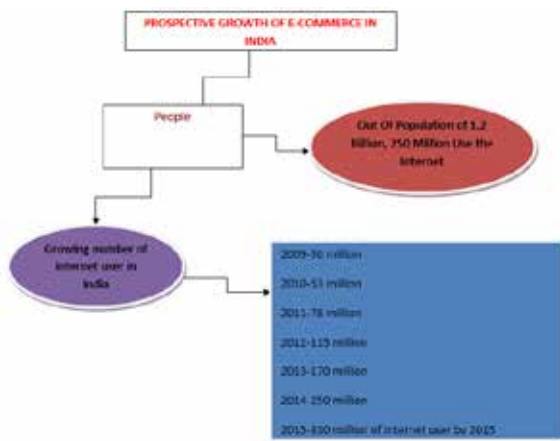 PROSPECTIVE GROWTH OF E-COMMERCE IN
INDIA
People
Out Of Population of 1.2
Billion, 250 Million Use the
Internet
Growing number of
internet user in
India
2009-36 million
2010-53 million
2011-78 million
2012-115 million
2013-170 million
2014-250 million
2015-330 million of internet user by 2015